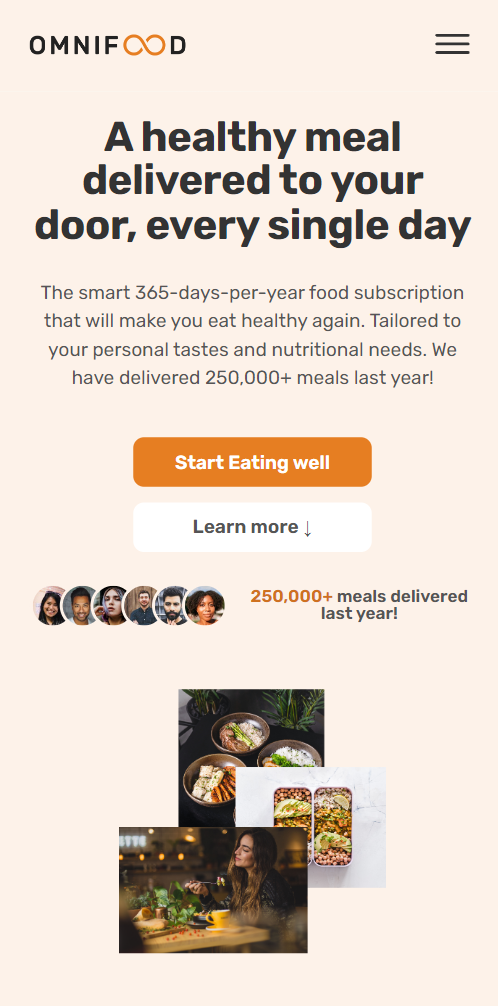 OMNIFOOD
A healthy meal
delivered to your
door, every single day
The smart 365-days-per-year food subscription
that will make you eat healthy again. Tailored to
your personal tastes and nutritional needs. We
have delivered 250,000+ meals last year!
Start Eating well
Learn more ↓
250,000+ meals delivered
last year!